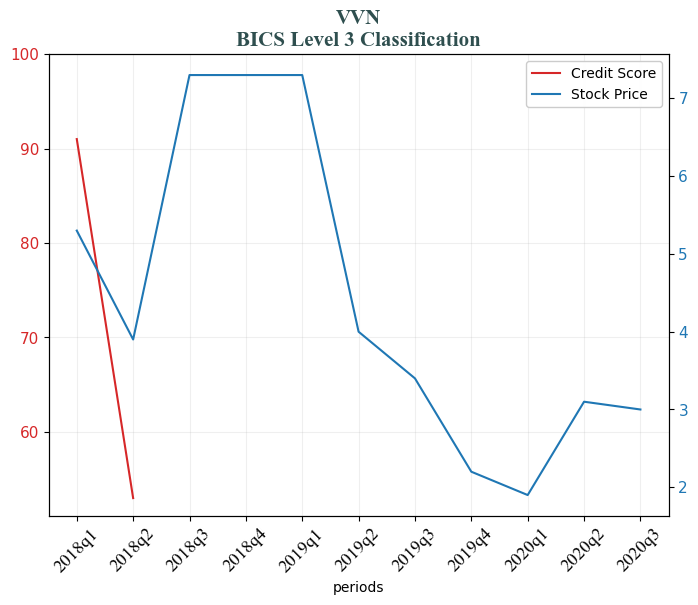 VVN
BICS Level 3 Classification
Credit Score
Stock Price
100
90
80
70
60
7
6
5
4
3
2
2018q1
2018q2
2018q3
2018q4
2019q1
2019q2
2019q3
2019q4
2020q1
2020q2
2020q3
periods